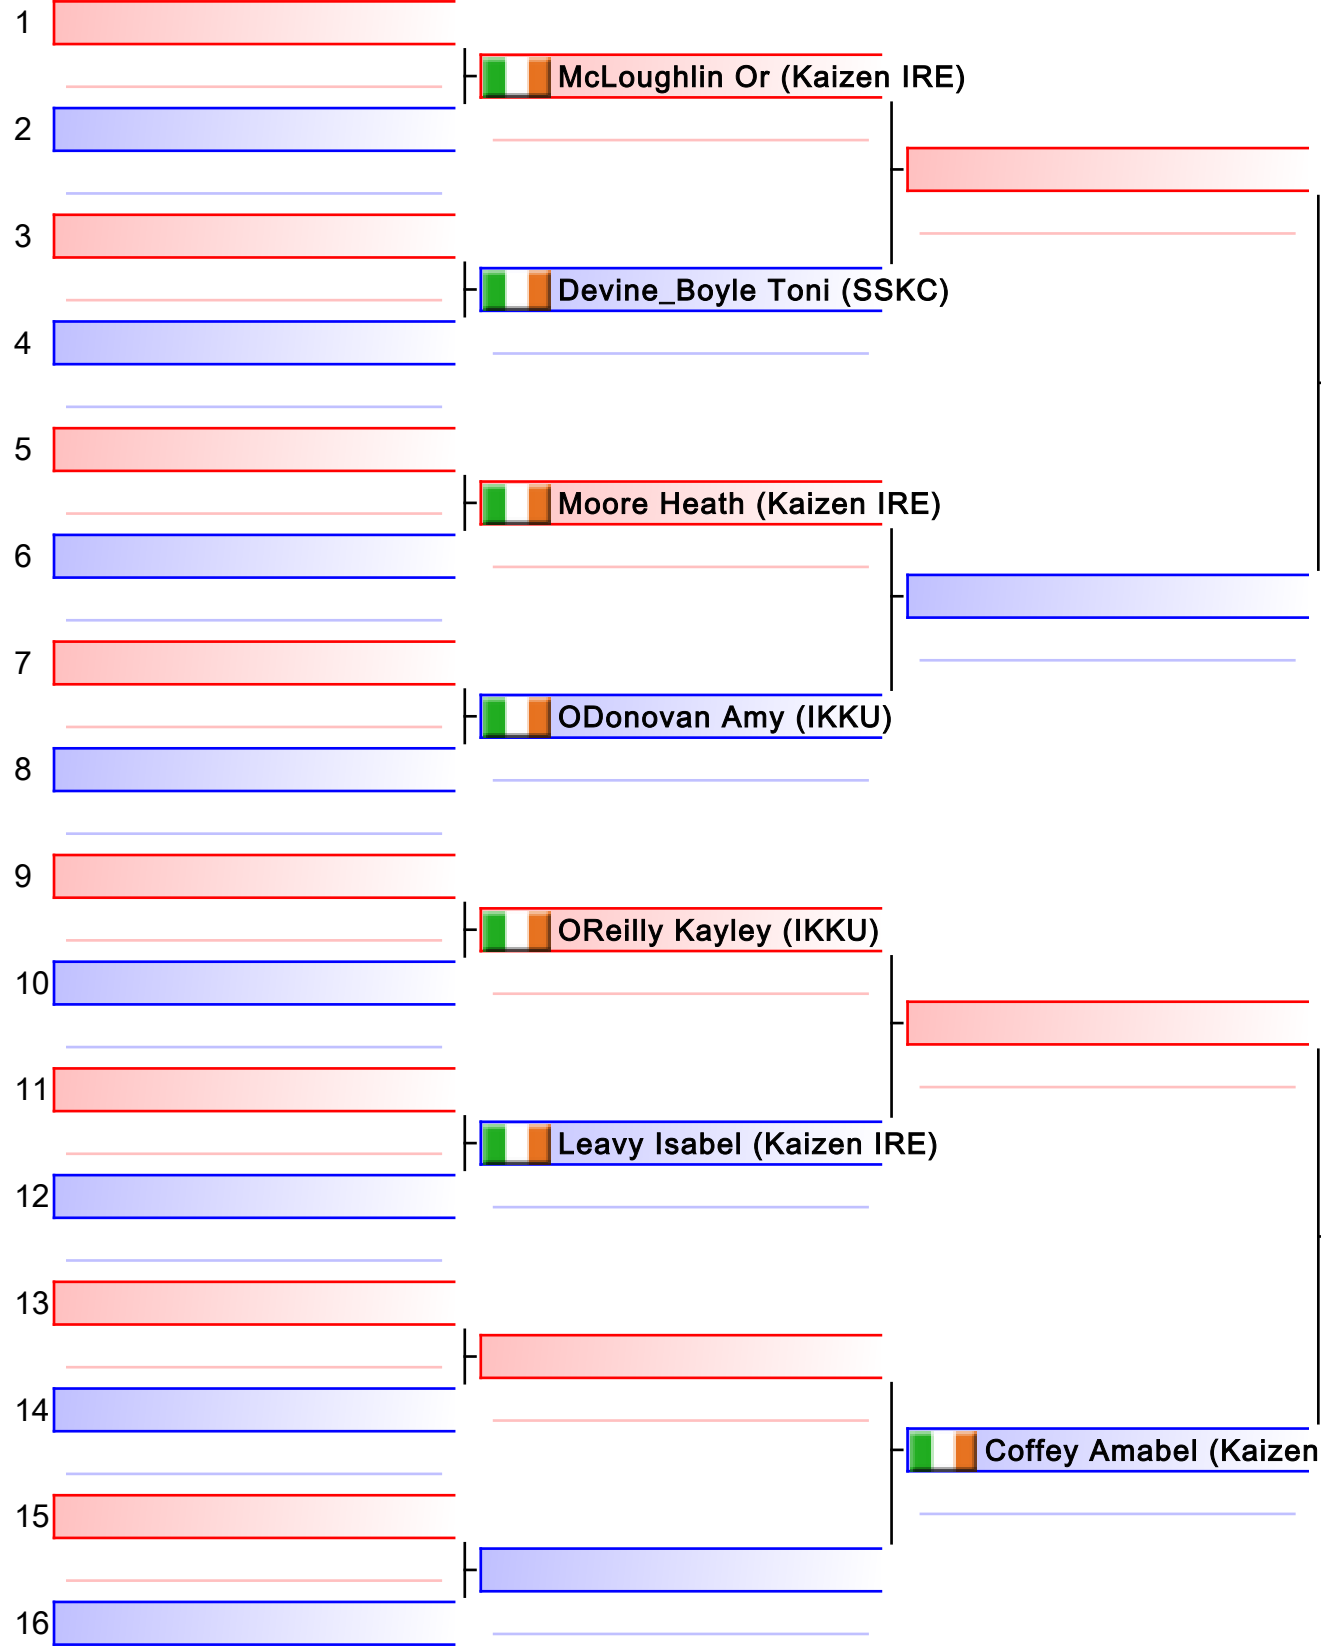 1
McLoughlin Or (Kaizen IRE)
2
3
Devine_Boyle Toni (SSKC)
4
5
Moore Heath (Kaizen IRE)
6
7
ODonovan Amy (IKKU)
8
9
OReilly Kayley (IKKU)
10
11
Leavy Isabel (Kaizen IRE)
12
13
14
Coffey Amabel (Kaizen
15
16